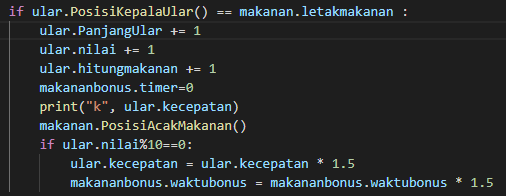 if ular.PosisiKepalaUlar() == makanan.letakmakanan :
ular.PanjangUlar += 1
ular.nilai += 1
ular.hitungmakanan += 1
makananbonus.timer=0
print("k", ular.kecepatan)
makanan.PosisiAcakMakanan()
if ular.nilai%10==0:
ular.kecepatan = ular.kecepatan * 1.5
makananbonus.waktubonus = makananbonus.waktubonus * 1.5